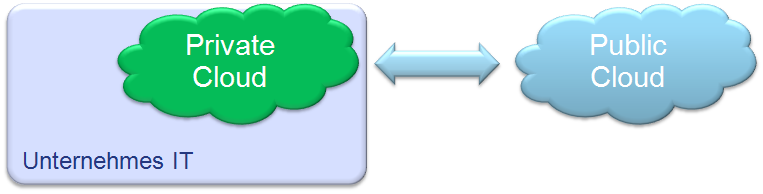 Private
Cloud
Public
Cloud
Unternehmes IT